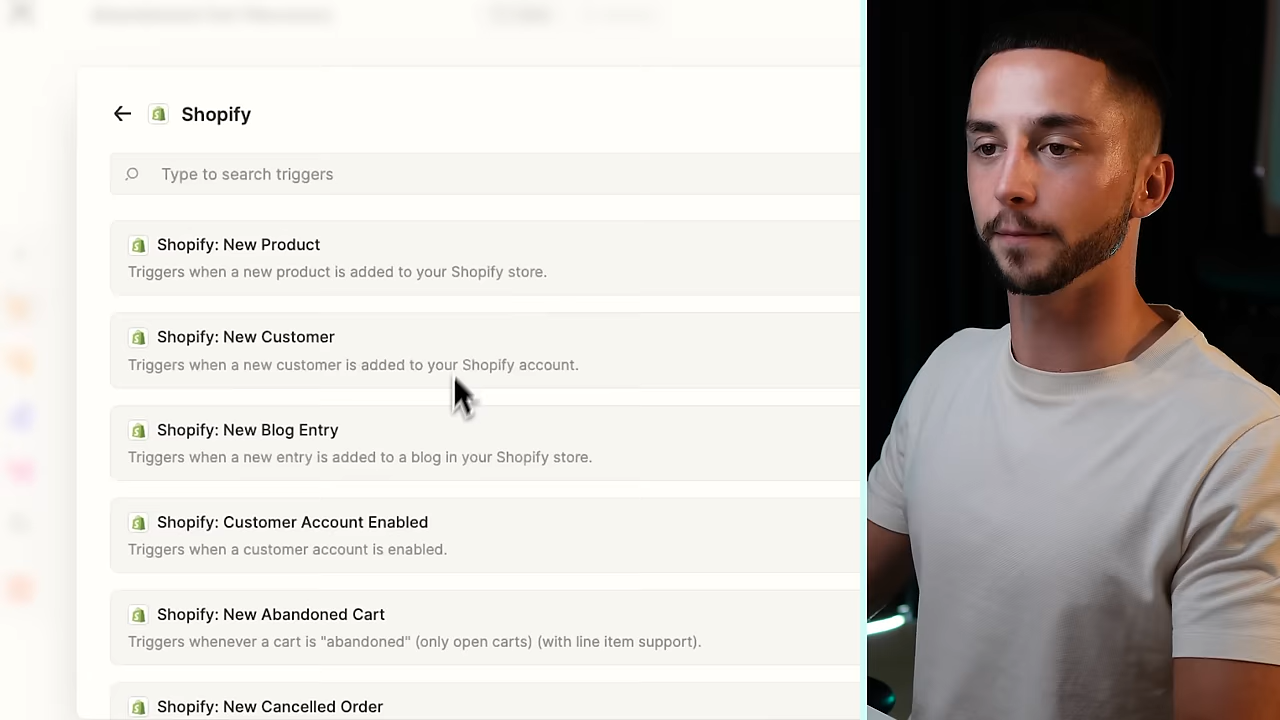 Shopify
Type to search triggers
Shopify: New Product
Triggers when a new product is added to your Shopify store.
Shopify: New Customer
Triggers when a new customer is added to your Shopify account.
Shopify: New Blog Entry
Triggers when a new entry is added to a blog in your Shopify store.
Shopify: Customer Account Enabled
Triggers when a customer account is enabled.
Shopify: New Abandoned Cart
Triggers whenever a cart is "abandoned" (only open carts) (with line item support).
Shopify: New Cancelled Order